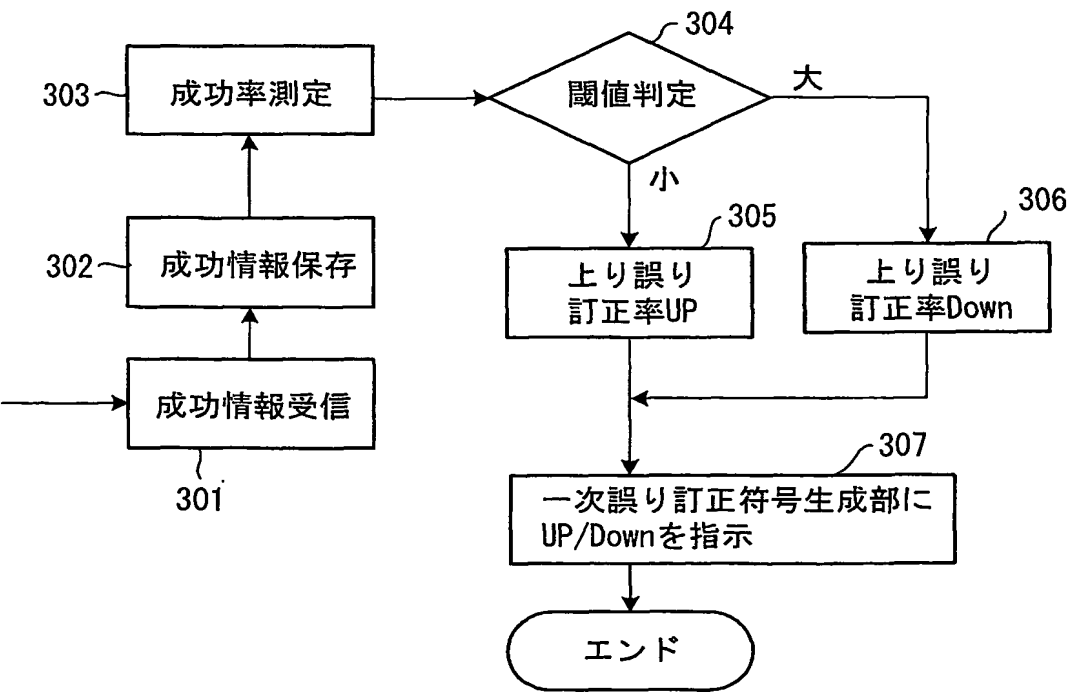 304
303
成功率測定
閾値判定
大
小
302
成功情報保存
305
306
上り誤り
訂正率UP
上り誤り
訂正率Down
成功情報受信
301
307
一次誤り訂正符号生成部に
UP/Downを指示
エンド